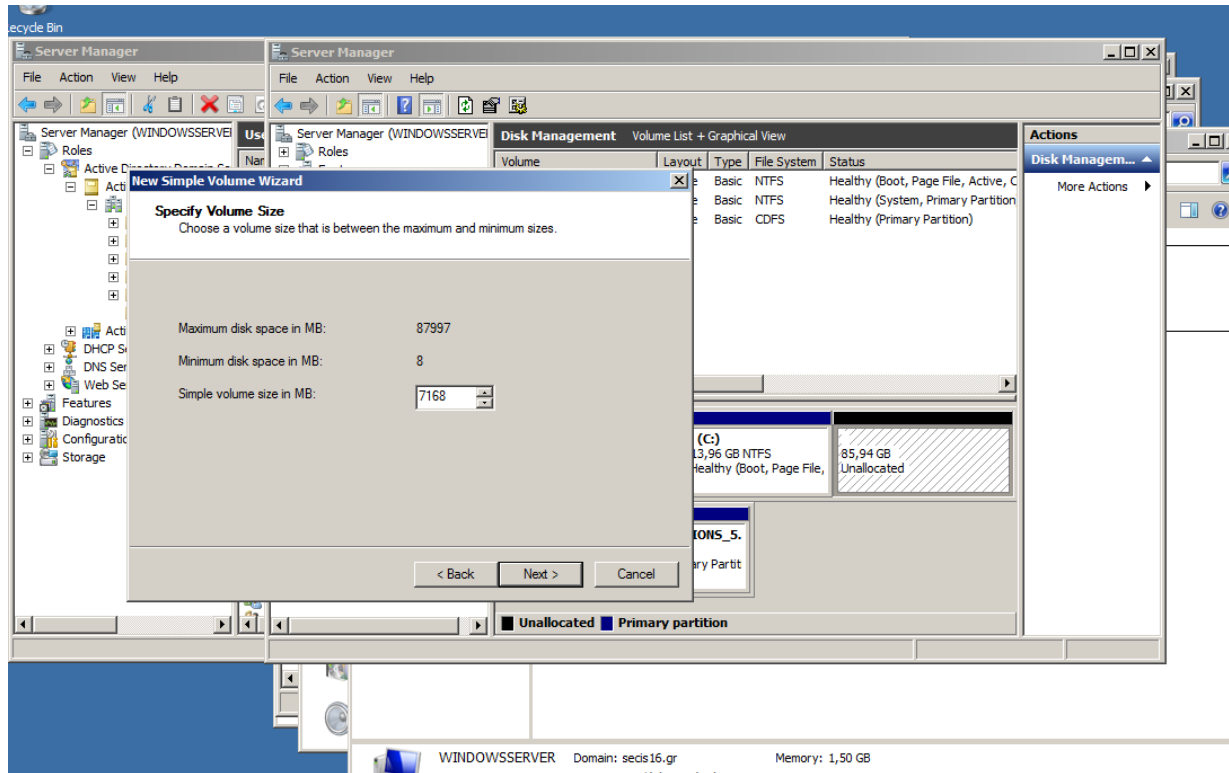 ecycle Bin
Server Manager
File Action View Help
Server Manager (WINDOWSSERVE
Roles
Acti
Acti
DHCP S
DNS Ser
Web Se
Features
Diagnostics
Configuratio
Storage
Server Manager
File Action View Help
Server Manager (WINDOWSSERVE
Roles
Disk Management Volume List + Graphical View
Volume Layout Type File System Status
Basic NTFS Healthy (Boot, Page File, Active, C
Basic NTFS Healthy (System, Primary Partition
Basic CDFS Healthy (Primary Partition)
Actions
Disk Managem...
More Actions
New Simple Volume Wizard
Specify Volume Size
Choose a volume size that is between the maximum and minimum sizes.
Maximum disk space in MB: 87997
Minimum disk space in MB: 8
Simple volume size in MB: 7168
< Back Next > Cancel
(C:)
13,96 GB NTFS
Healthy (Boot, Page File,
85,94 GB
Unallocated
IONS_5.
ary Partit
Unallocated Primary partition
WINDOWSSERVER Domain: secis16.gr Memory: 1,50 GB